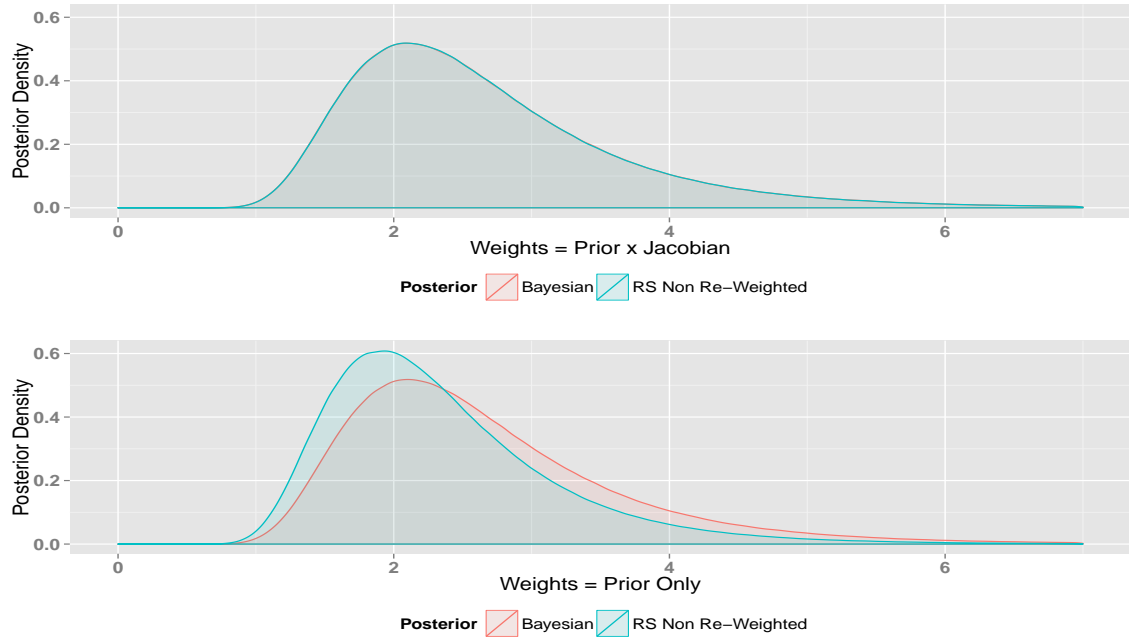 Posterior Density
0.6
0.4
0.2
0.0
0 2 4 6
Weights = Prior x Jacobian
Posterior Bayesian RS Non Re−Weighted
Posterior Density
0.6
0.4
0.2
0.0
0 2 4 6
Weights = Prior Only
Posterior Bayesian RS Non Re−Weighted